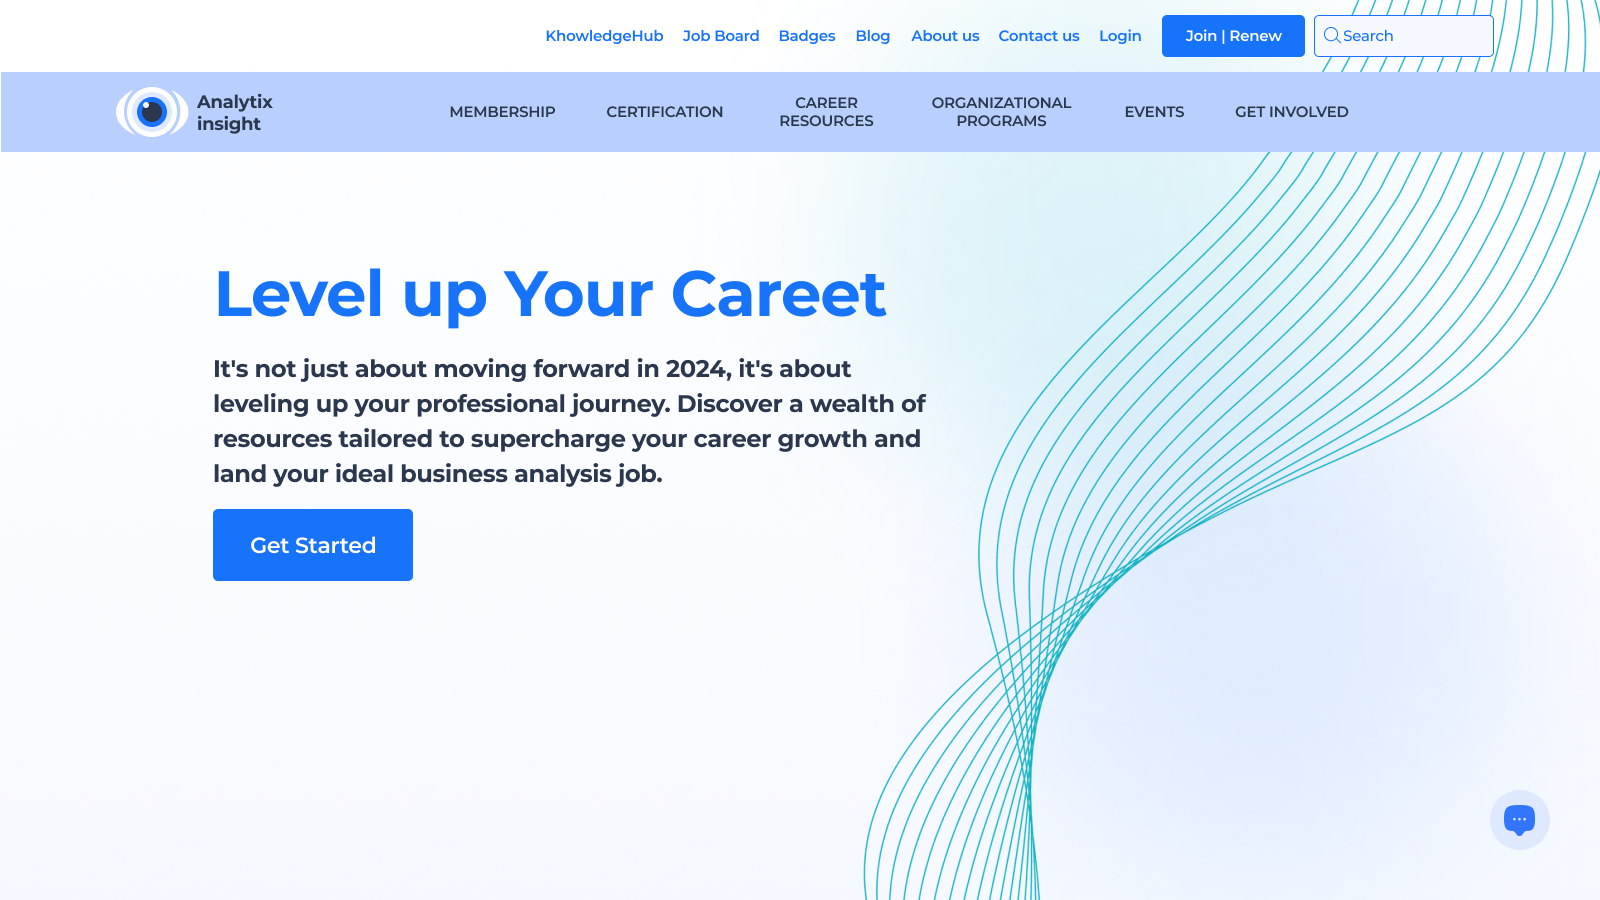 KnowledgeHub Job Board Badges Blog About us Contact us Login Join | Renew Search
Analytix
insight
MEMBERSHIP
CERTIFICATION
CAREER
RESOURCES
ORGANIZATIONAL
PROGRAMS
EVENTS
GET INVOLVED
Level up Your Careet
It's not just about moving forward in 2024, it's about
leveling up your professional journey. Discover a wealth of
resources tailored to supercharge your career growth and
land your ideal business analysis job.
Get Started